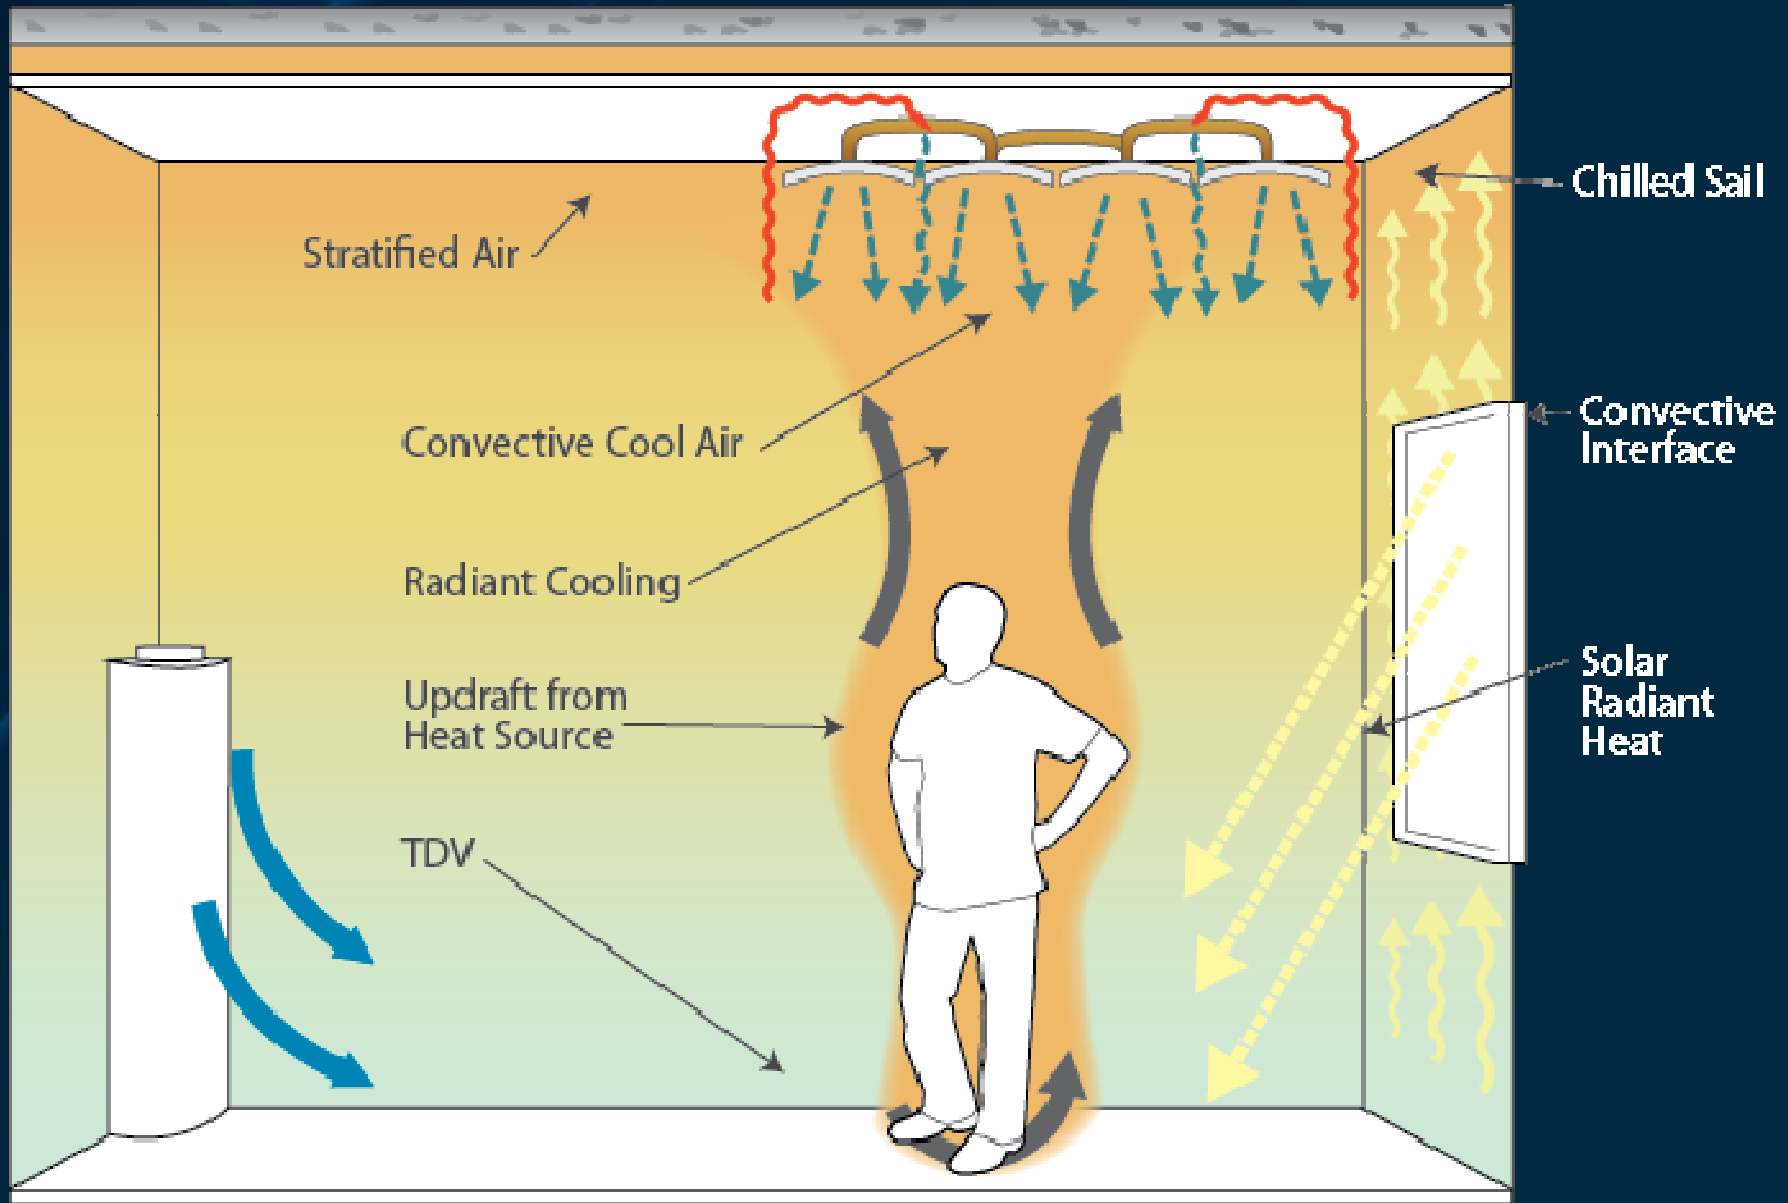 Stratified Air
Convective Cool Air
Radiant Cooling
Updraft from
Heat Source
TDV
Chilled Sail
Convective
Interface
Solar
Radiant
Heat